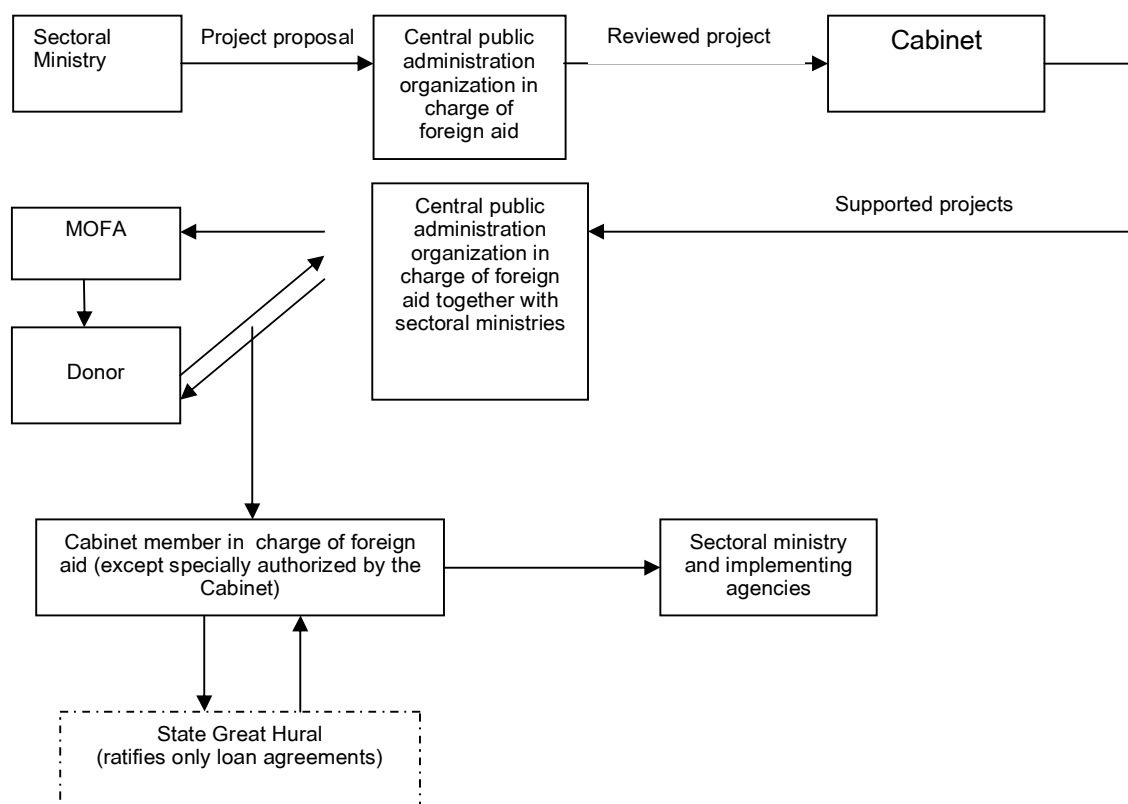 Sectoral
Ministry
Project proposal
Central public
administration
organization in
charge of
foreign aid
Reviewed project
Cabinet
MOFA
Central public
administration
organization in
charge of foreign
aid together with
sectoral ministries
Supported projects
Donor
Cabinet member in  charge of foreign
aid (except specially authorized by the
Cabinet)
Sectoral ministry
and implementing
agencies
State Great Hural
(ratifies only loan agreements)